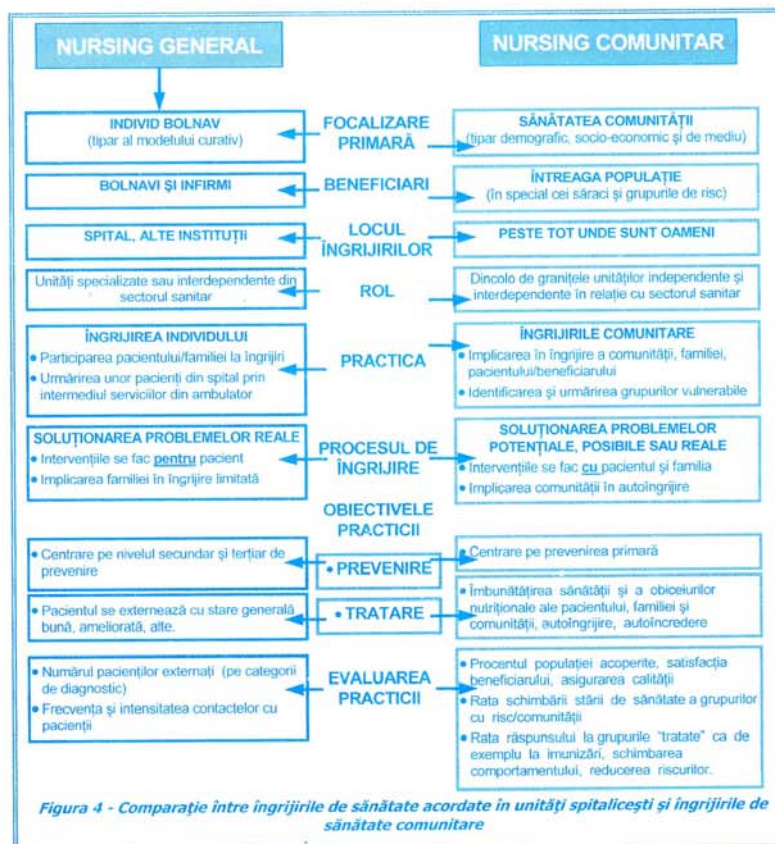 NURSING GENERAL
NURSING COMUNITAR
INDIVID BOLNAV
(tipar al modelului curativ)
FOCALIZARE
PRIMARĂ
SĂNĂTATEA COMUNITĂȚII
(tipar demografic, socio-economic și de mediu)
BOLNAVI ȘI INFIRMI
BENEFICIARI
ÎNTREAGA POPULAȚIE
(în special cei săraci și grupurile de risc)
SPITAL, ALTE INSTITUȚII
LOCUL
ÎNGRIJIRILOR
PESTE TOT UNDE SUNT OAMENI
Unități specializate sau interdependente din
sectorul sanitar
ROL
Dincolo de granițele unităților independente și
interdependente în relație cu sectorul sanitar
ÎNGRIJIREA INDIVIDULUI
• Participarea pacientului/familiei la îngrijiri
• Urmărirea unor pacienți din spital prin
intermediul serviciilor din ambulator
PRACTICA
ÎNGRIJIRILE COMUNITARE
• Implicarea în îngrijire a comunității, familiei,
pacientului/beneficiarului
• Identificarea și urmărirea grupurilor vulnerabile
SOLUȚIONAREA PROBLEMELOR REALE
• Intervențiile se fac pentru pacient
• Implicarea familiei în îngrijire limitată
PROCESUL DE
ÎNGRIJIRE
SOLUȚIONAREA PROBLEMELOR
POTENȚIALE, POSIBILE SAU REALE
• Intervențiile se fac cu pacientul și familia
• Implicarea comunității în autoîngrijire
OBIECTIVELE
PRACTICII
• Centrare pe nivelul secundar și terțiar de
prevenire
• PREVENIRE
• Centrare pe prevenirea primară
• Pacientul se externează cu stare generală
bună, ameliorată, alte.
• TRATARE
• Îmbunătățirea sănătății și a obiceiurilor
nutriționale ale pacientului, familiei și
comunității, autoîngrijire, autoîncredere
• Numărul pacienților externați (pe categorii
de diagnostic)
• Frecvența și intensitatea contactelor cu
pacienții
EVALUAREA
PRACTICII
• Procentul populației acoperite, satisfacția
beneficiarului, asigurarea calității
• Rata schimbării stării de sănătate a grupurilor
cu risc/comunității
• Rata răspunsului la grupurile "tratate" ca de
exemplu la imunizări, schimbarea
comportamentului, reducerea riscurilor.
Figura 4 - Comparație între îngrijirile de sănătate acordate în unități spitalicești și îngrijirile de
sănătate comunitare